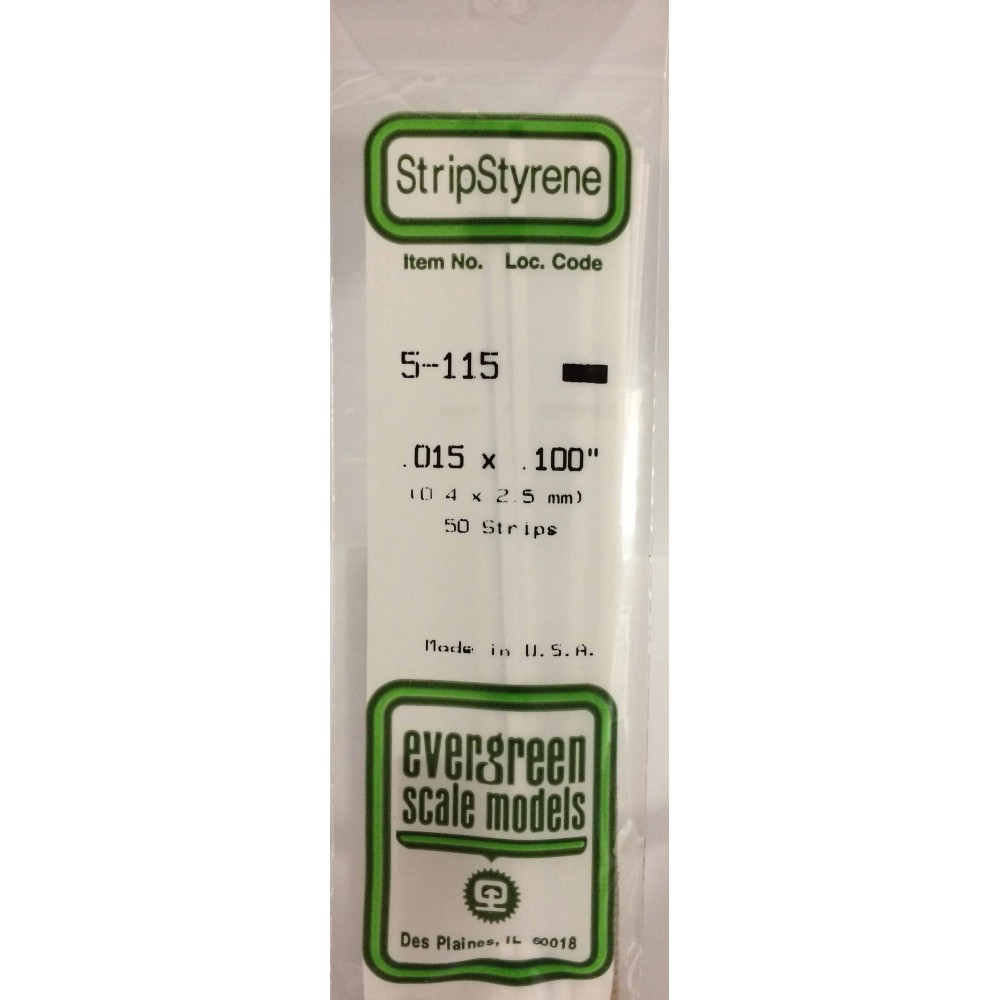 StripStyrene
Item No. Loc. Code
5-115
.015 x .100"
(0.4 x 2.5 mm)
50 Strips
Made in U.S.A.
evergreen
scale models
Des Plaines, IL 60018